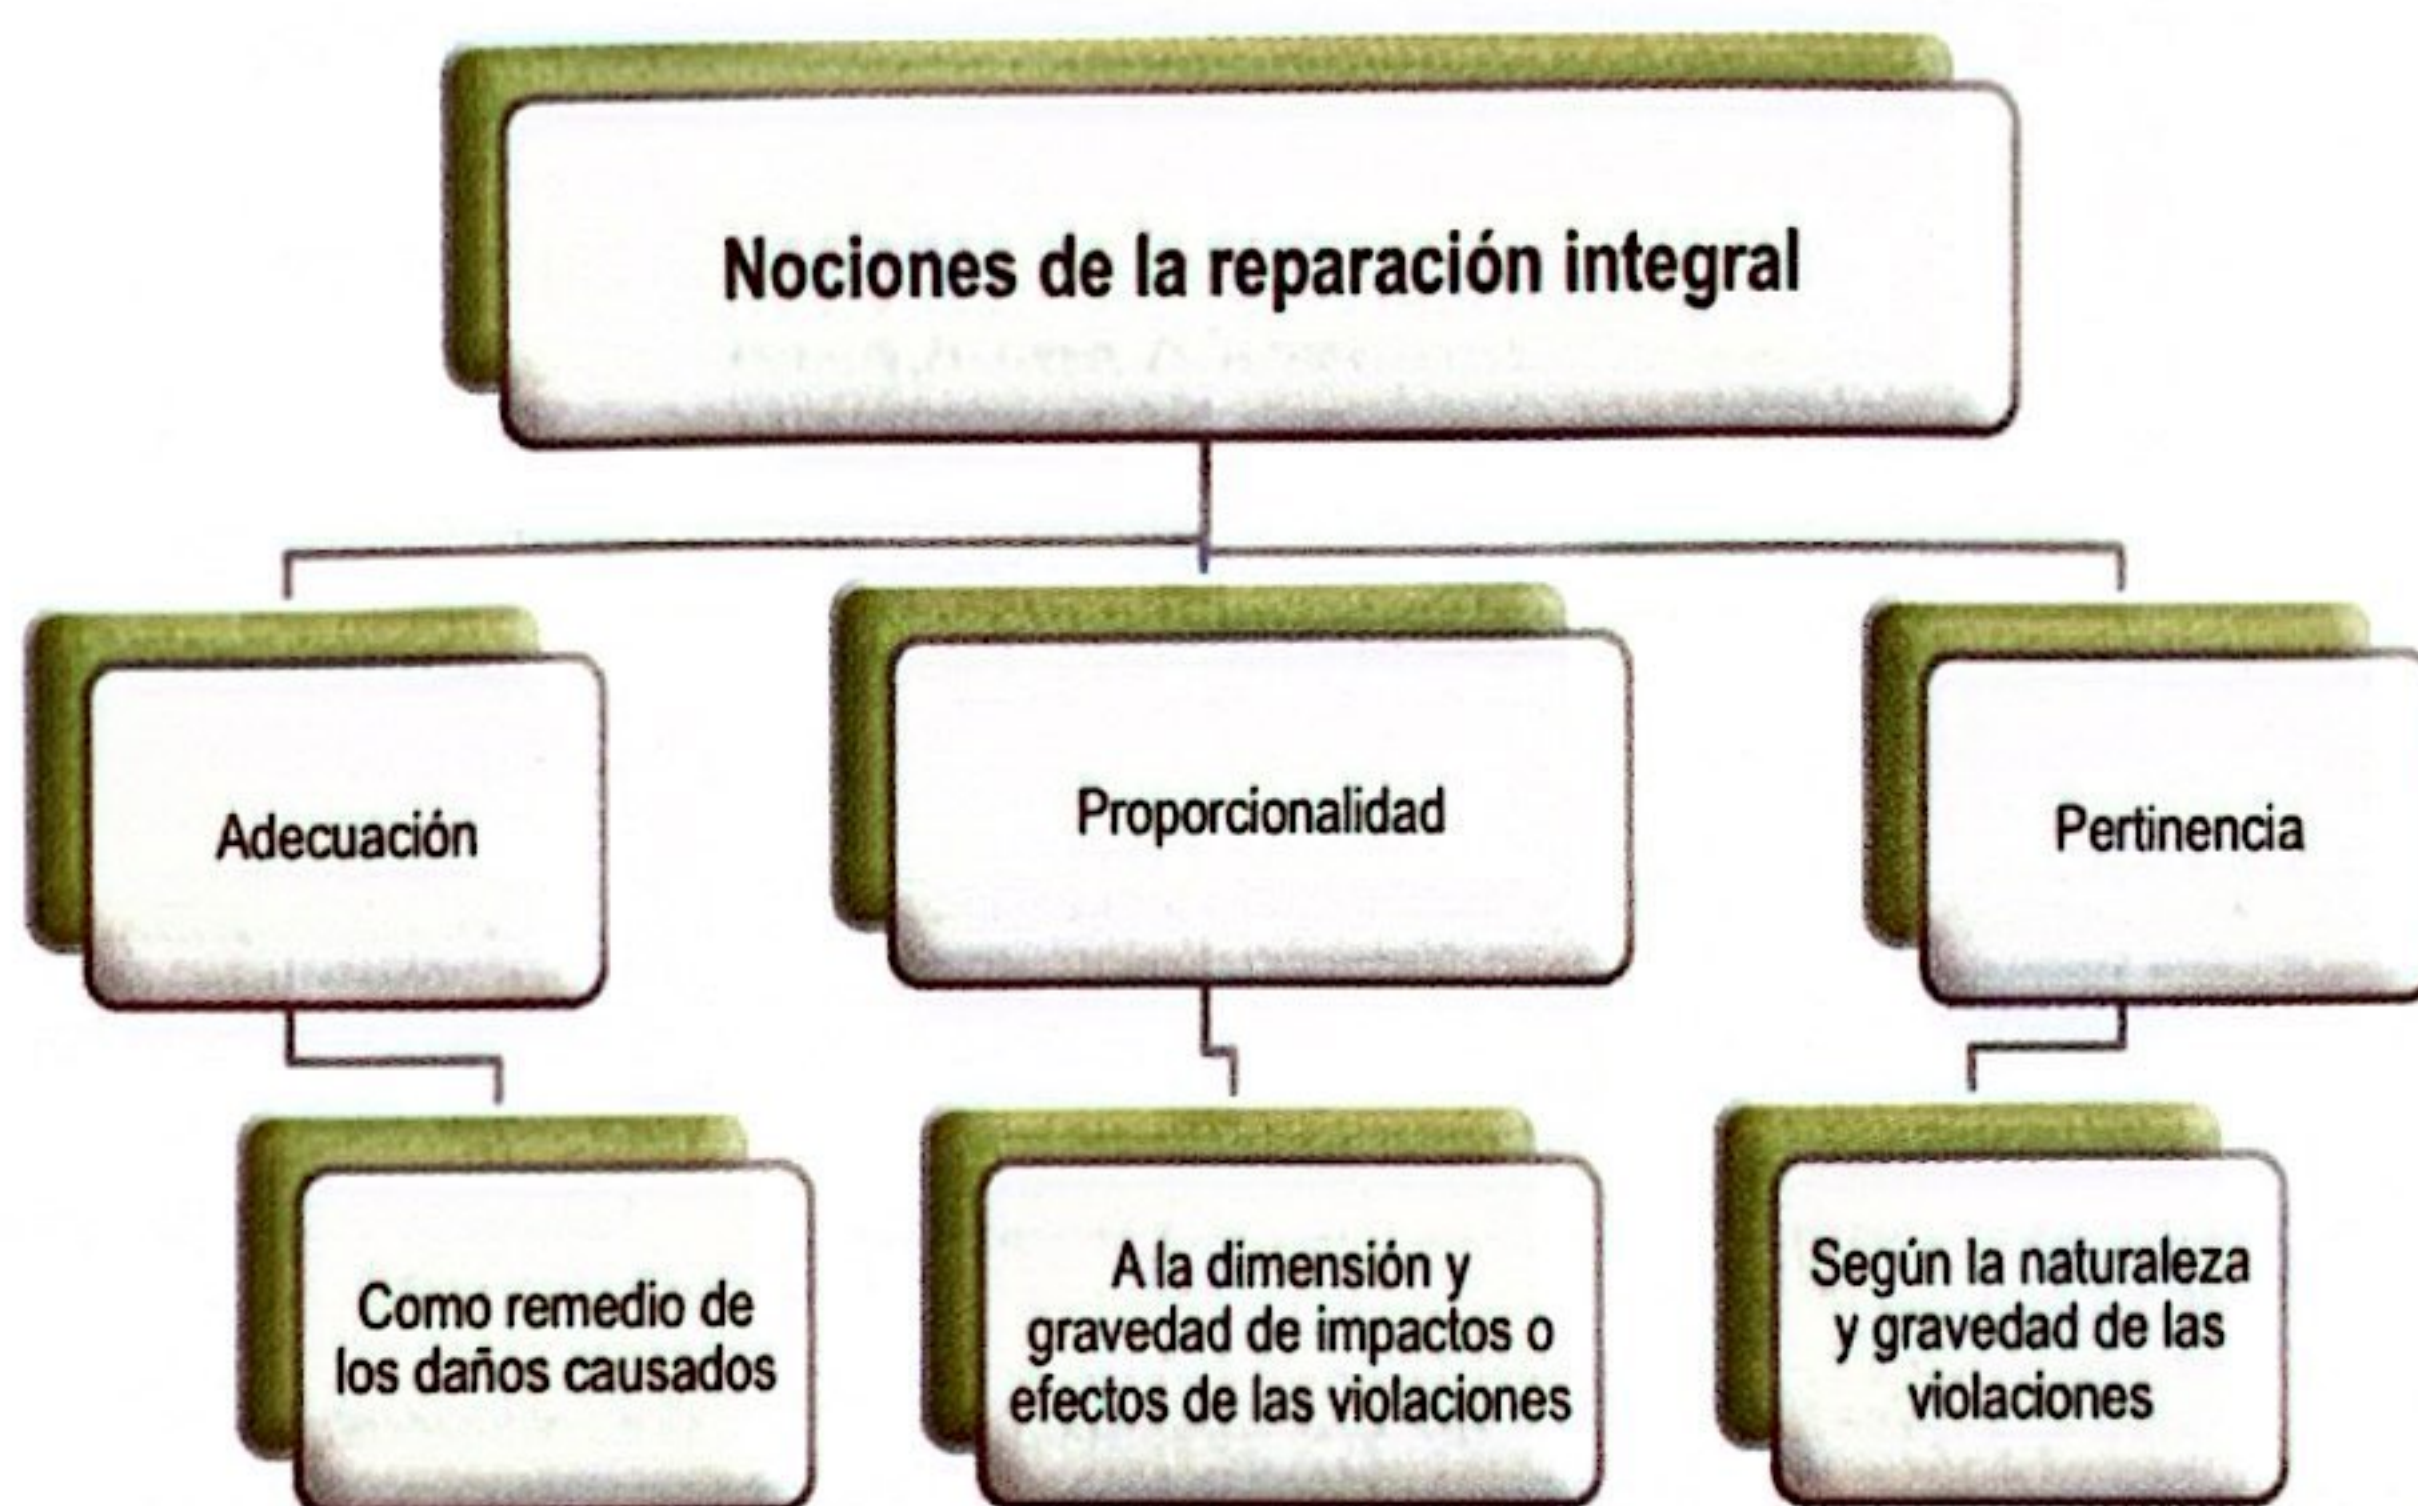 Nociones de la reparación integral
Adecuación
Proporcionalidad
Pertinencia
Como remedio de
los daños causados
A la dimensión y
gravedad de impactos o
efectos de las violaciones
Según la naturaleza
y gravedad de las
violaciones